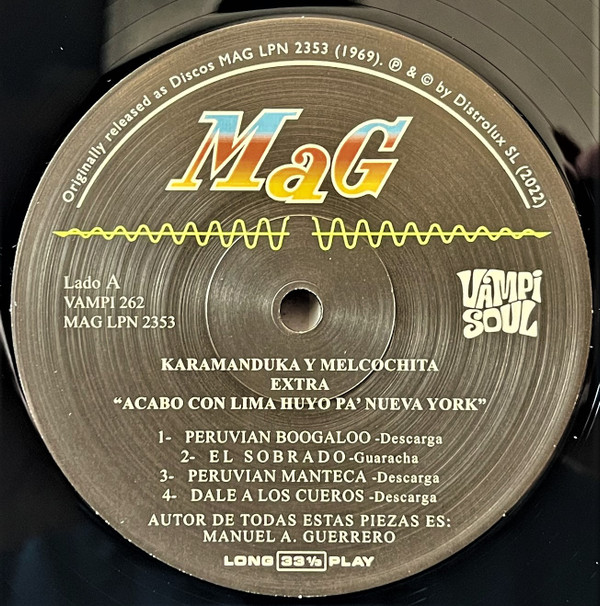 Originally released as Discos MAG LPN 2353 (1969). ℗ & © by Distrolux SL (2022)
MaG
Lado A
VAMPI 262
MAG LPN 2353
VAMPI
SOUL
KARAMANDUKA Y MELCOCHITA
EXTRA
“ACABO CON LIMA HUYO PA’ NUEVA YORK”
1- PERUVIAN BOOGALOO -Descarga
2- EL SOBRADO -Guaracha
3- PERUVIAN MANTECA -Descarga
4- DALE A LOS CUEROS -Descarga
AUTOR DE TODAS ESTAS PIEZAS ES:
MANUEL A. GUERRERO
LONG 33⅓ PLAY